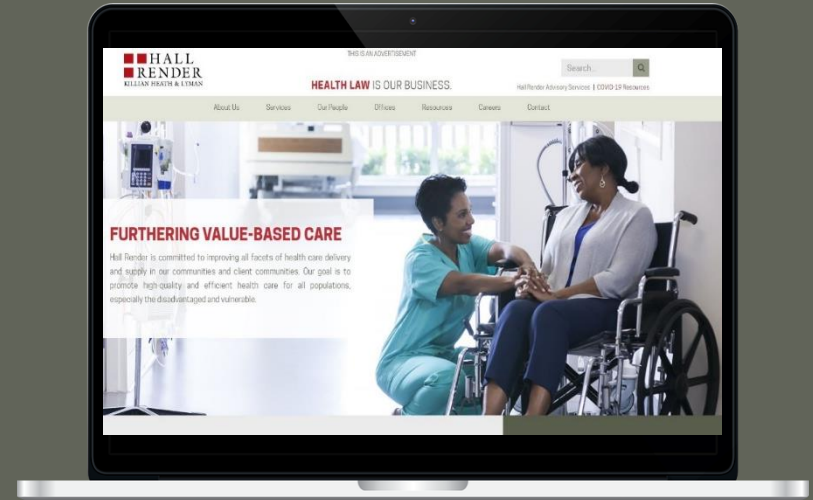 HALL
RENDER
KILLIAN HEATH & LYMAN
THIS IS AN ADVERTISEMENT
HEALTH LAW IS OUR BUSINESS.
Search...
Hall Render Advisory Services | COVID-19 Resources
About Us Services Our People Offices Resources Careers Contact
FURTHERING VALUE-BASED CARE
Hall Render is committed to improving all facets of health care delivery
and supply in our communities and client communities. Our goal is to
promote high-quality and efficient health care for all populations,
especially the disadvantaged and vulnerable.